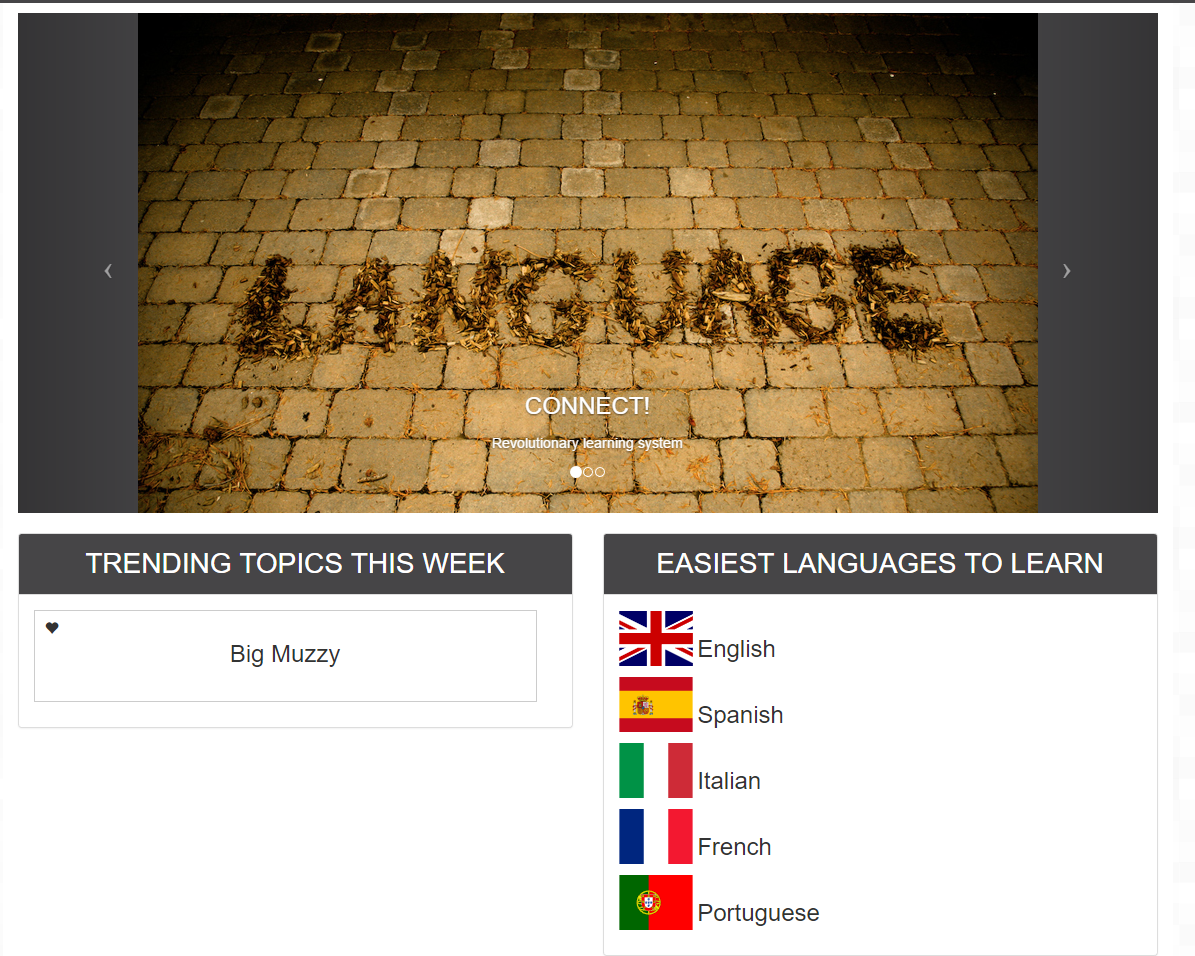 LANGUAGE
CONNECT!
Revolutionary learning system
TRENDING TOPICS THIS WEEK
Big Muzzy
EASIEST LANGUAGES TO LEARN
English
Spanish
Italian
French
Portuguese